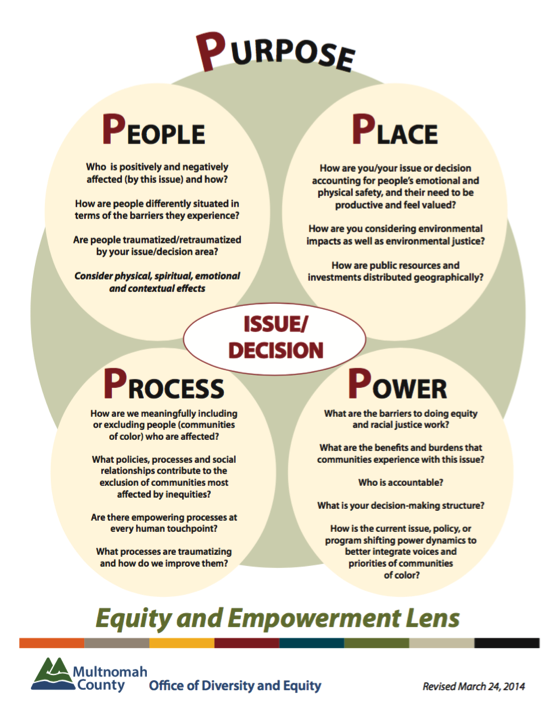 PURPOSE
PEOPLE
Who is positively and negatively
affected (by this issue) and how?
How are people differently situated in
terms of the barriers they experience?
Are people traumatized/retraumatized
by your issue/decision area?
Consider physical, spiritual, emotional
and contextual effects
PLACE
How are you/your issue or decision
accounting for people's emotional and
physical safety, and their need to be
productive and feel valued?
How are you considering environmental
impacts as well as environmental justice?
How are public resources and
investments distributed geographically?
ISSUE/
DECISION
PROCESS
How are we meaningfully including
or excluding people (communities
of color) who are affected?
What policies, processes and social
relationships contribute to the
exclusion of communities most
affected by inequities?
Are there empowering processes at
every human touchpoint?
What processes are traumatizing
and how do we improve them?
POWER
What are the barriers to doing equity
and racial justice work?
What are the benefits and burdens that
communities experience with this issue?
Who is accountable?
What is your decision-making structure?
How is the current issue, policy, or
program shifting power dynamics to
better integrate voices and
priorities of communities
of color?
Equity and Empowerment Lens
Multnomah
County
Office of Diversity and Equity
Revised March 24, 2014